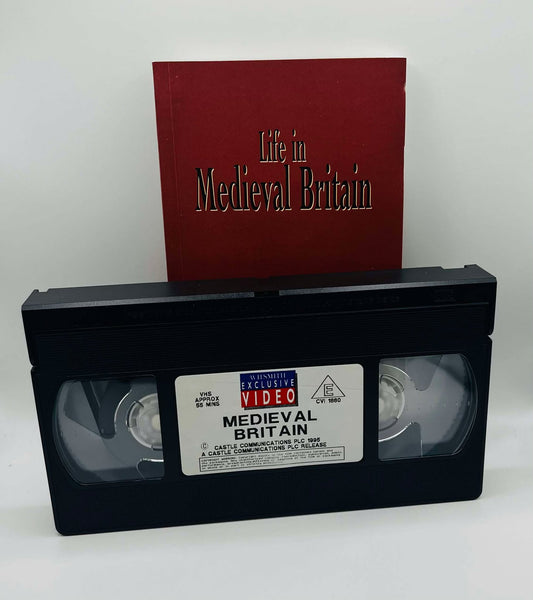 Life in
Medieval Britain
WHSMITH
EXCLUSIVE
VIDEO
VHS
APPROX
55 MINS
E
CVI 1660
MEDIEVAL
BRITAIN
© CASTLE COMMUNICATIONS PLC 1995
A CASTLE COMMUNICATIONS PLC RELEASE